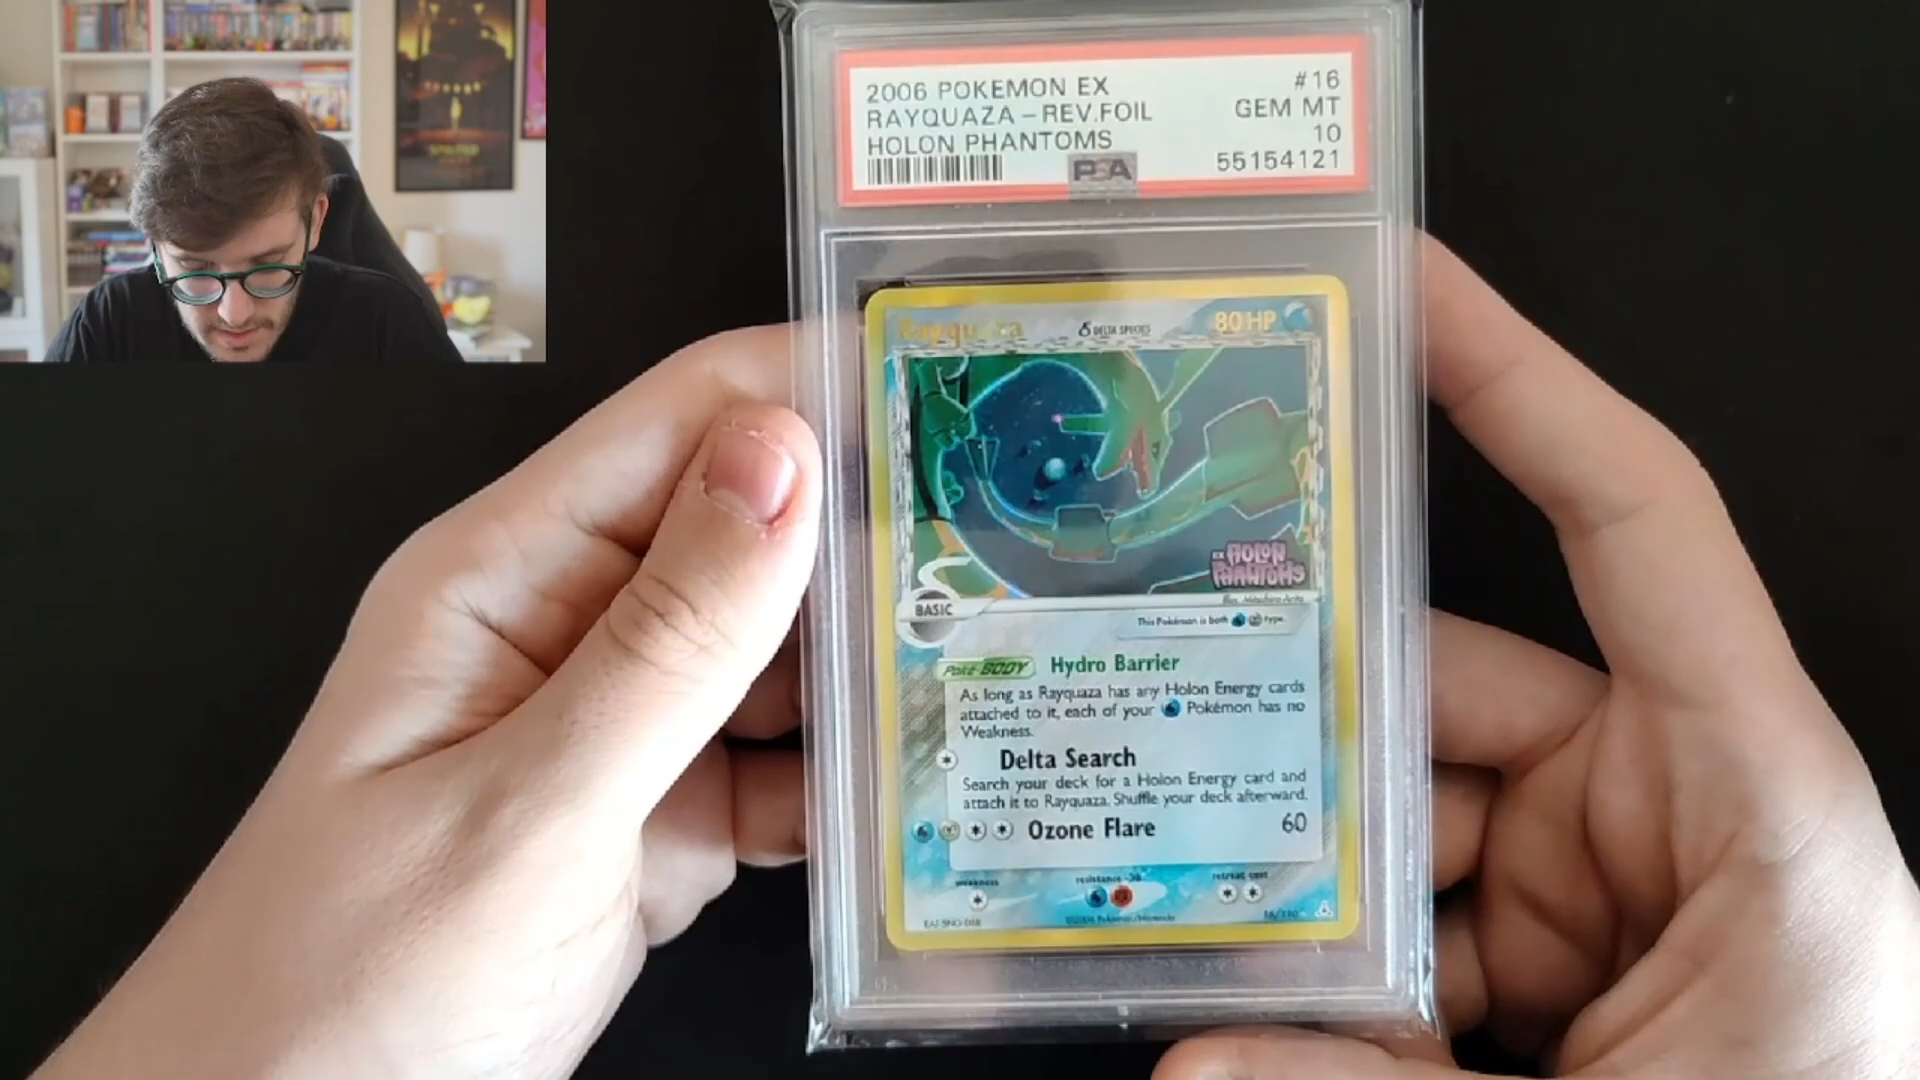 2006 POKEMON EX #16
RAYQUAZA - REV.FOIL GEM MT
HOLON PHANTOMS 10
PSA 55154121
Rayquaza δ DELTA SPECIES 80 HP
EX HOLON
PHANTOMS
BASIC
This Pokémon is both type.
Poké-BODY Hydro Barrier
As long as Rayquaza has any Holon Energy cards
attached to it, each of your Pokémon has no
Weakness.
Delta Search
Search your deck for a Holon Energy card and
attach it to Rayquaza. Shuffle your deck afterward.
Ozone Flare 60
weakness resistance -30 retreat cost
©2006 Pokémon/Nintendo 16/110